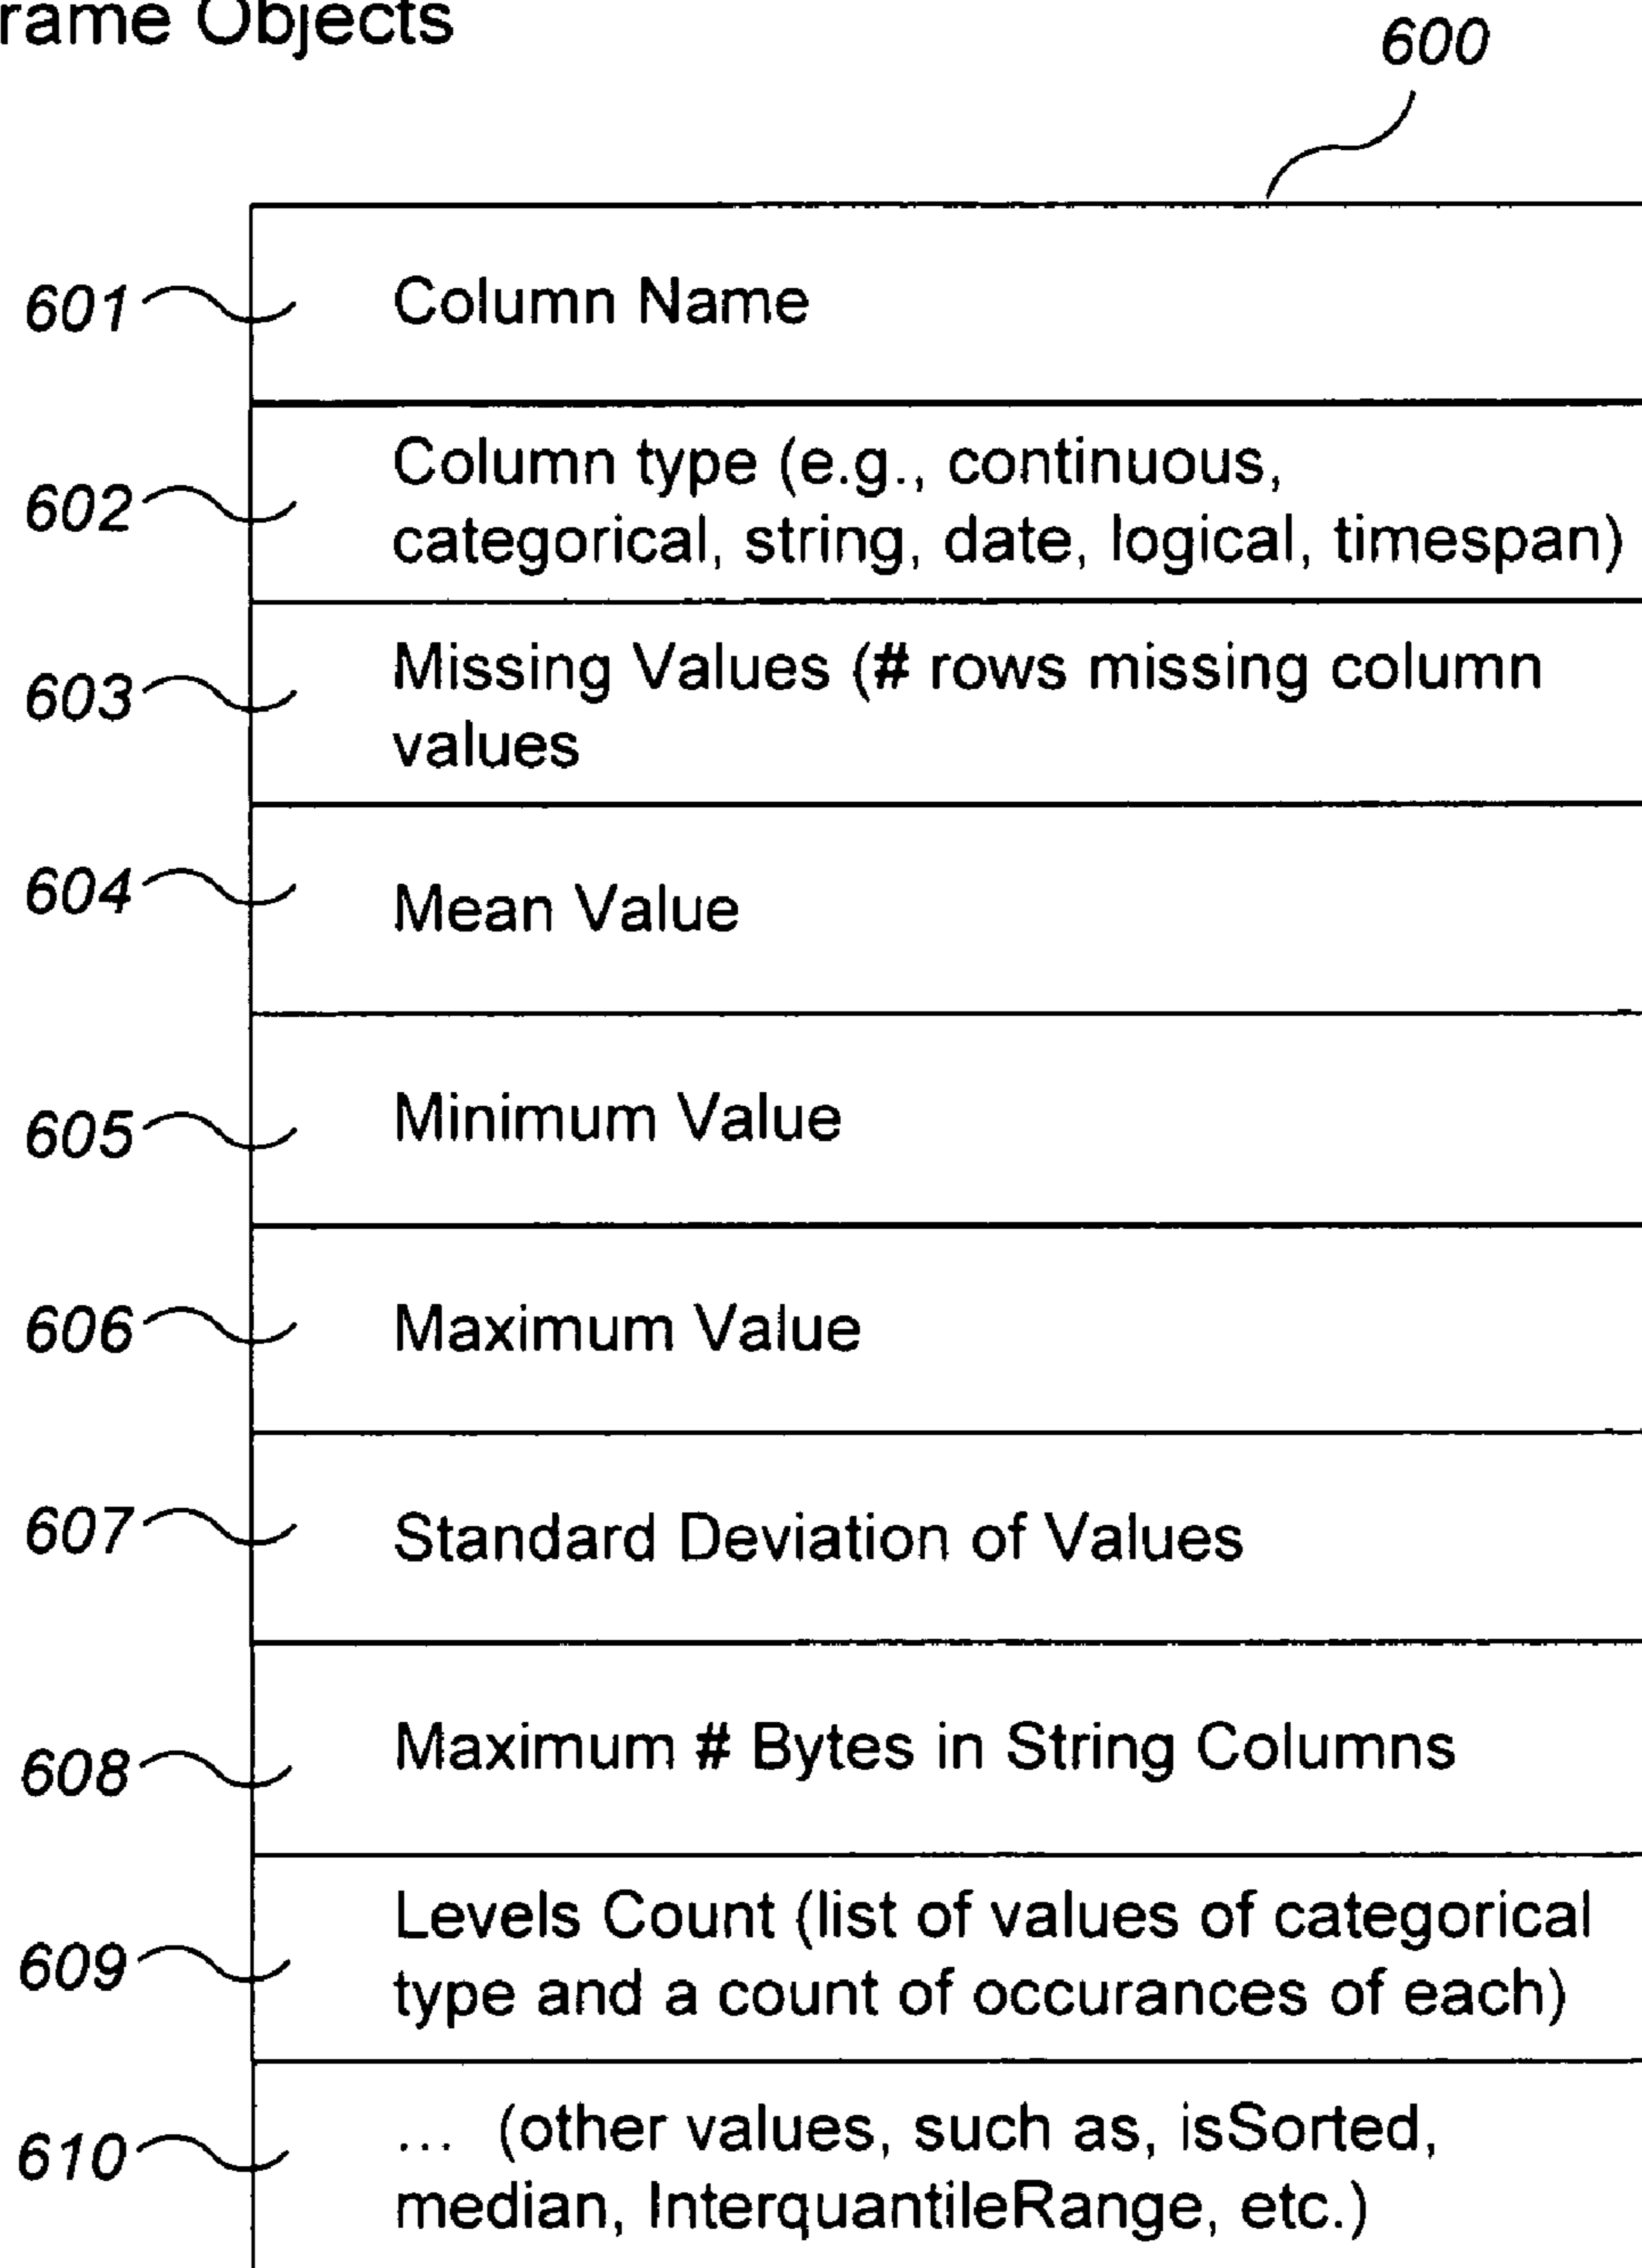 rame Objects
600
601 Column Name
602 Column type (e.g., continuous,
categorical, string, date, logical, timespan)
603 Missing Values (# rows missing column
values
604 Mean Value
605 Minimum Value
606 Maximum Value
607 Standard Deviation of Values
608 Maximum # Bytes in String Columns
609 Levels Count (list of values of categorical
type and a count of occurances of each)
610 ... (other values, such as, isSorted,
median, InterquantileRange, etc.)